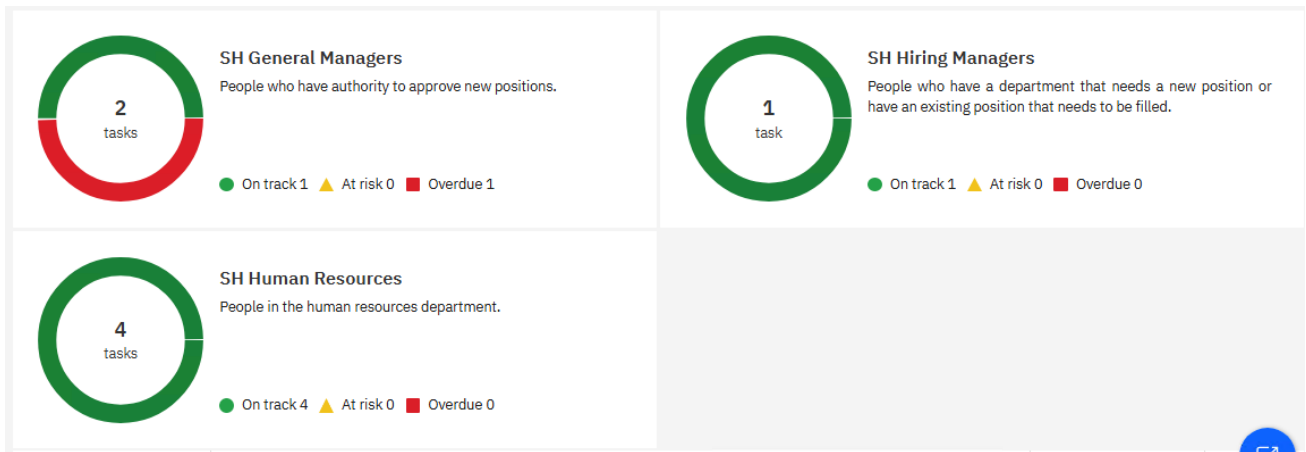 SH General Managers
People who have authority to approve new positions.
2
tasks
On track 1 At risk 0 Overdue 1
SH Hiring Managers
People who have a department that needs a new position or
have an existing position that needs to be filled.
1
task
On track 1 At risk 0 Overdue 0
SH Human Resources
People in the human resources department.
4
tasks
On track 4 At risk 0 Overdue 0